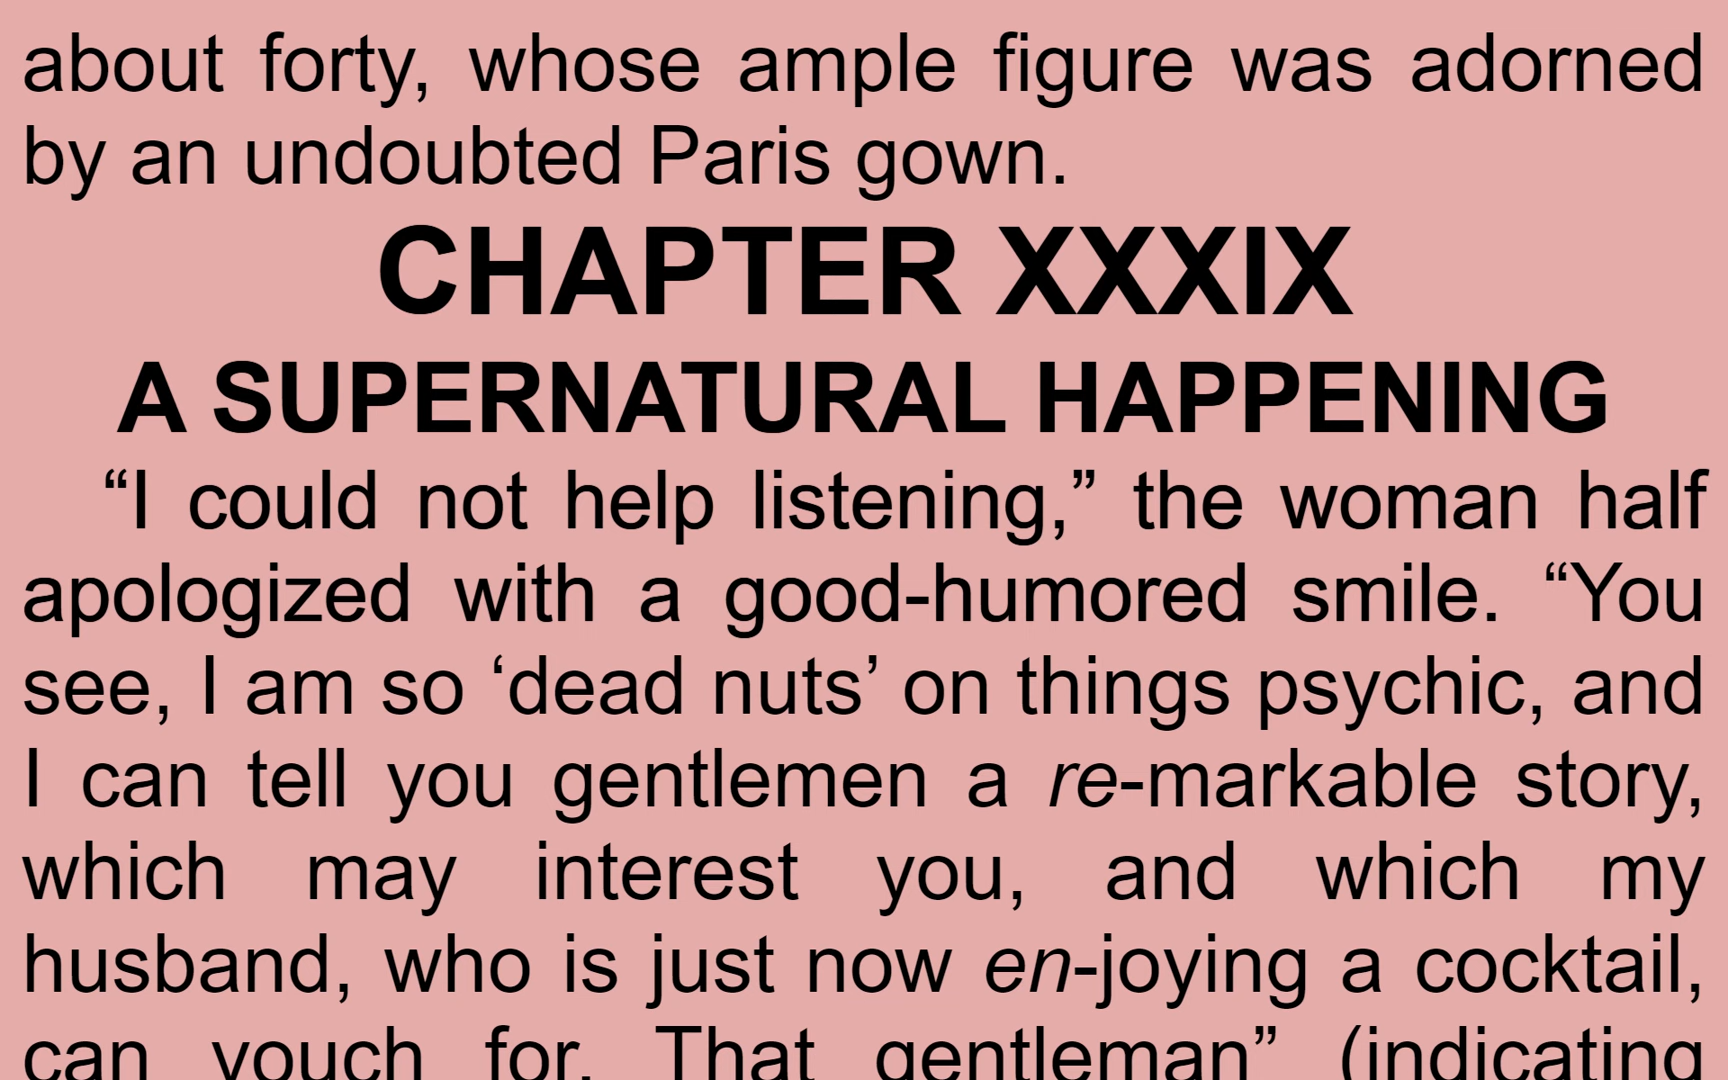 about forty, whose ample figure was adorned
by an undoubted Paris gown.
CHAPTER XXXIX
A SUPERNATURAL HAPPENING
“I could not help listening,” the woman half
apologized with a good-humored smile. “You
see, I am so ‘dead nuts’ on things psychic, and
I can tell you gentlemen a re-markable story,
which may interest you, and which my
husband, who is just now en-joying a cocktail,
can vouch for. That gentleman” (indicating